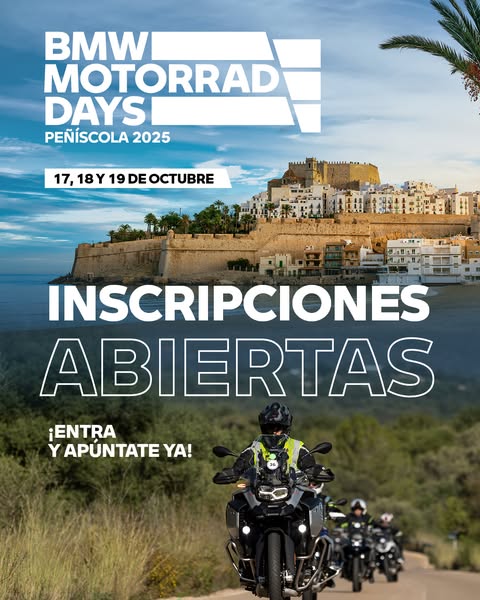 BMW
MOTORRAD
DAYS
PEÑÍSCOLA 2025
17, 18 Y 19 DE OCTUBRE
INSCRIPCIONES
ABIERTAS
¡ENTRA
Y APÚNTATE YA!